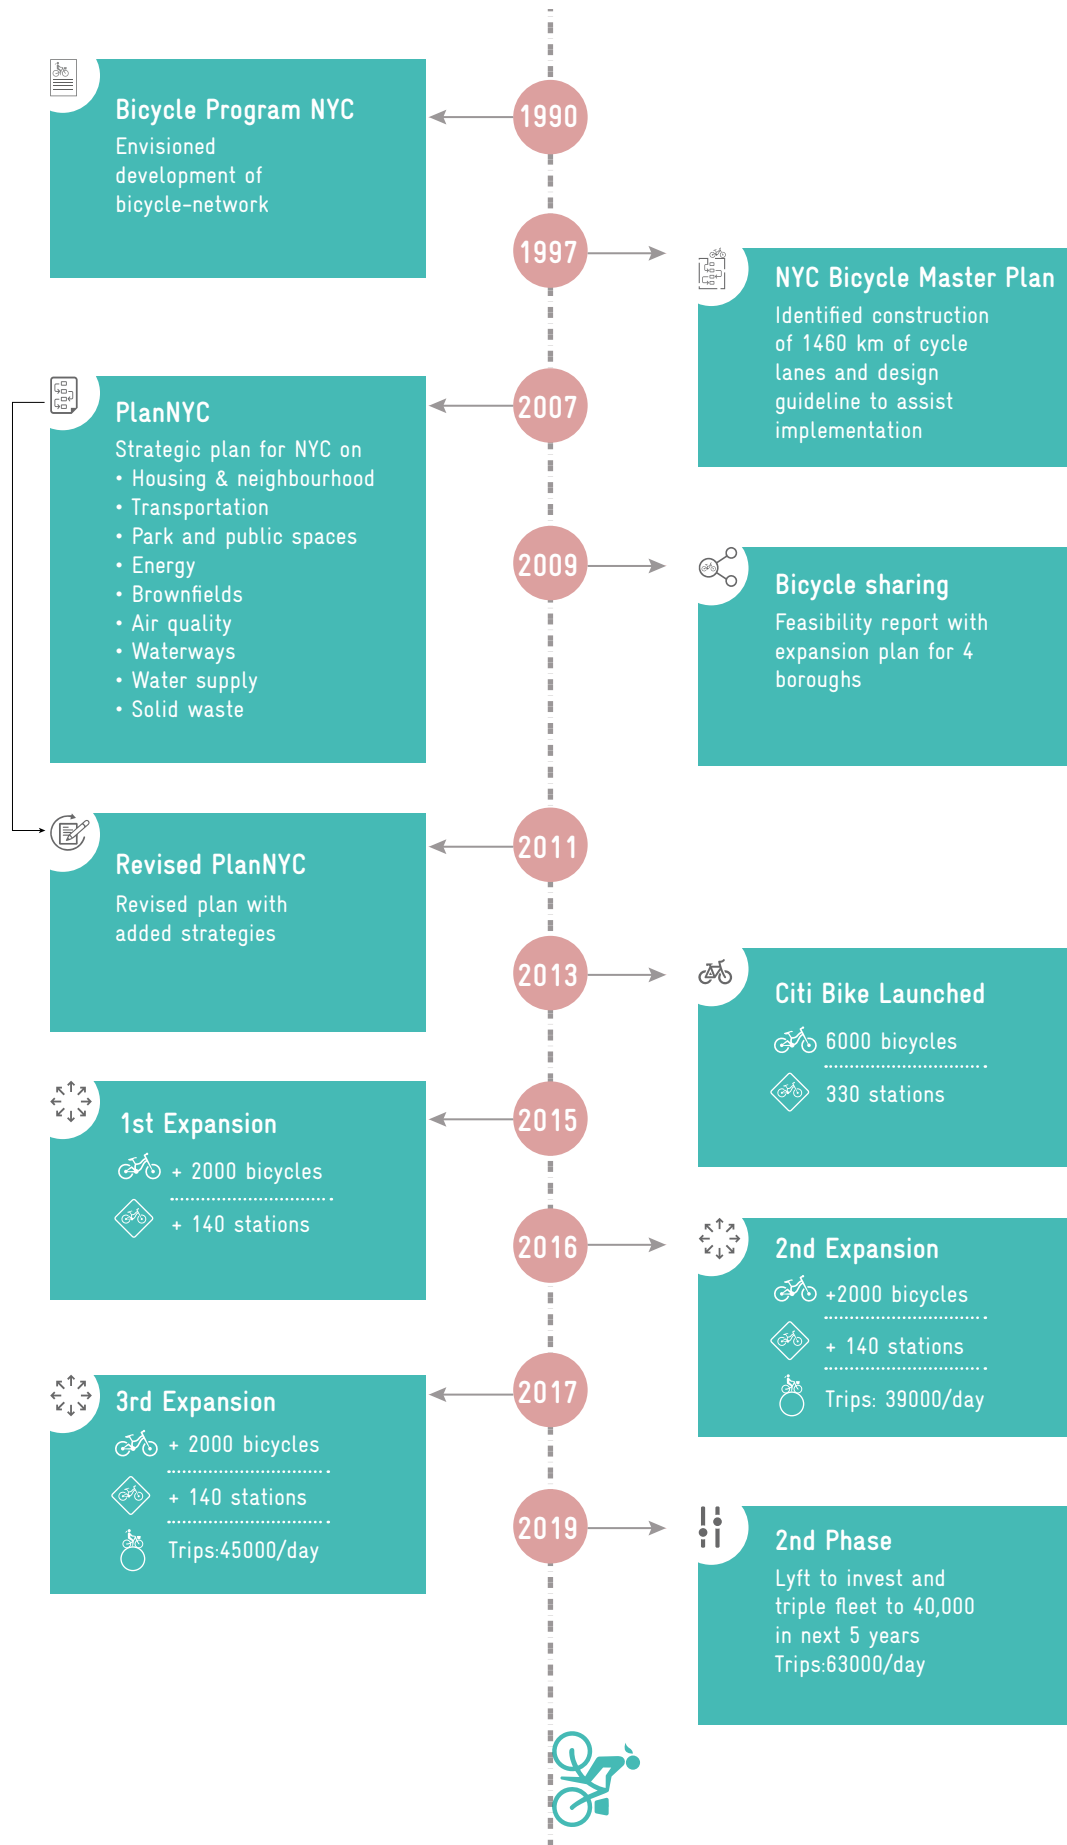 1990
Bicycle Program NYC
Envisioned
development of
bicycle-network
1997
NYC Bicycle Master Plan
Identified construction
of 1460 km of cycle
lanes and design
guideline to assist
implementation
2007
PlanNYC
Strategic plan for NYC on
• Housing & neighbourhood
• Transportation
• Park and public spaces
• Energy
• Brownfields
• Air quality
• Waterways
• Water supply
• Solid waste
2009
Bicycle sharing
Feasibility report with
expansion plan for 4
boroughs
2011
Revised PlanNYC
Revised plan with
added strategies
2013
Citi Bike Launched
6000 bicycles
330 stations
2015
1st Expansion
+ 2000 bicycles
+ 140 stations
2016
2nd Expansion
+2000 bicycles
+ 140 stations
Trips: 39000/day
2017
3rd Expansion
+ 2000 bicycles
+ 140 stations
Trips:45000/day
2019
2nd Phase
Lyft to invest and
triple fleet to 40,000
in next 5 years
Trips:63000/day